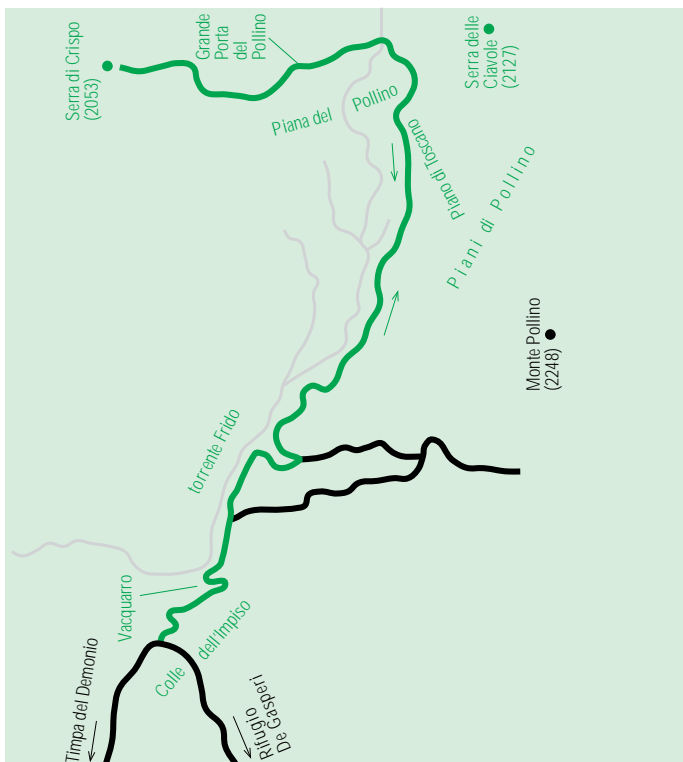 Serra di Crispo
(2053)
Grande
Porta
del
Pollino
Serra delle
Ciavole
(2127)
Piana del Pollino
Piano di Toscano
Piani di Pollino
Monte Pollino
(2248)
torrente Frido
Vacquarro
Colle dell'Impiso
Timpa del Demonio
Rifugio
De Gasperi